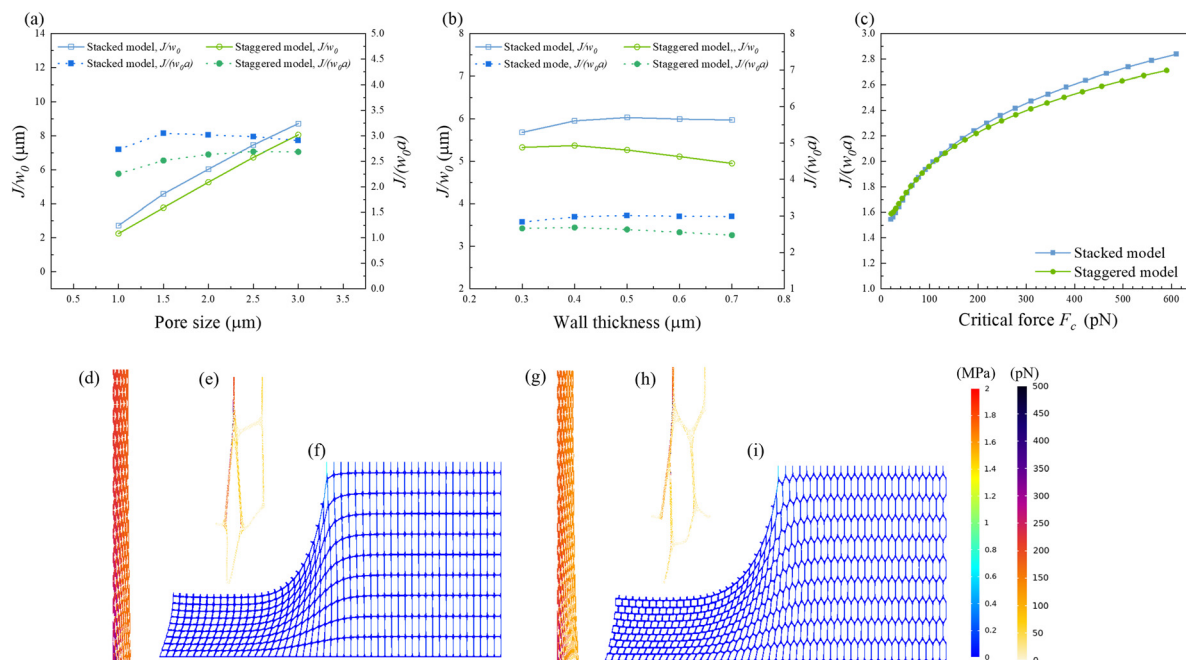 (a)
Stacked model, J/w₀
Staggered model, J/w₀
Stacked model, J/(w₀a)
Staggered model, J/(w₀a)
14
12
10
8
6
4
2
0
5.0
4.5
4.0
3.5
3.0
2.5
2.0
1.5
1.0
0.5
0.0
0.5 1.0 1.5 2.0 2.5 3.0 3.5
J/w₀ (μm)
J/(w₀a)
Pore size (μm)
(b)
Stacked model, J/w₀
Staggered model,, J/w₀
Stacked mode, J/(w₀a)
Staggered model, J/(w₀a)
8
7
6
5
4
3
2
8
7
6
5
4
3
2
1
0.2 0.3 0.4 0.5 0.6 0.7 0.8
J/w₀ (μm)
J/(w₀a)
Wall thickness (μm)
(c)
3.0
2.8
2.6
2.4
2.2
2.0
1.8
1.6
1.4
1.2
1.0
0 100 200 300 400 500 600
J/(w₀a)
Stacked model
Staggered model
Critical force F_c (pN)
(d)
(e)
(f)
(g)
(h)
(i)
(MPa) (pN)
2
1.8
1.6
1.4
1.2
1
0.8
0.6
0.4
0.2
0
500
450
400
350
300
250
200
150
100
50
0